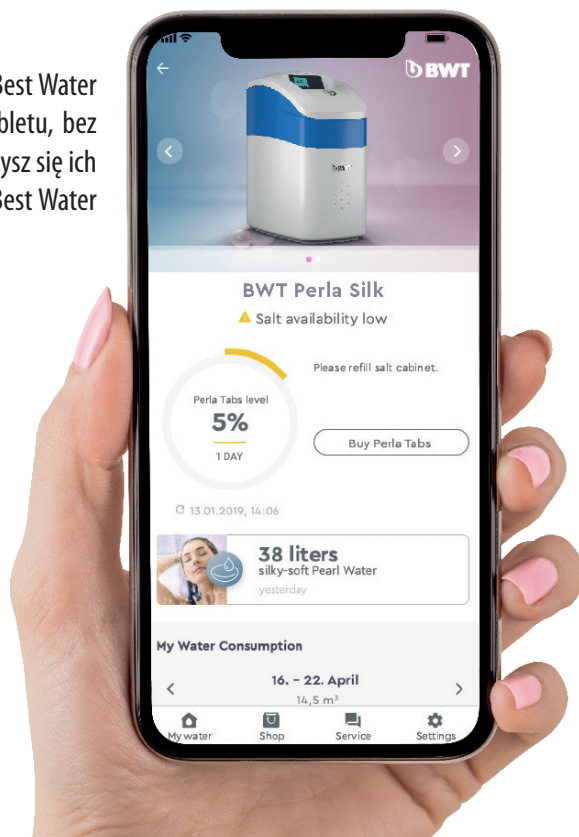 Best Water
bletu, bez
ysz się ich
Best Water
BWT
BWT
BWT Perla Silk
Salt availability low
Please refill salt cabinet.
Perla Tabs level
5%
1 DAY
Buy Perla Tabs
13.01.2019, 14:06
38 liters
silky-soft Pearl Water
yesterday
My Water Consumption
16. – 22. April
14,5 m³
My water Shop Service Settings